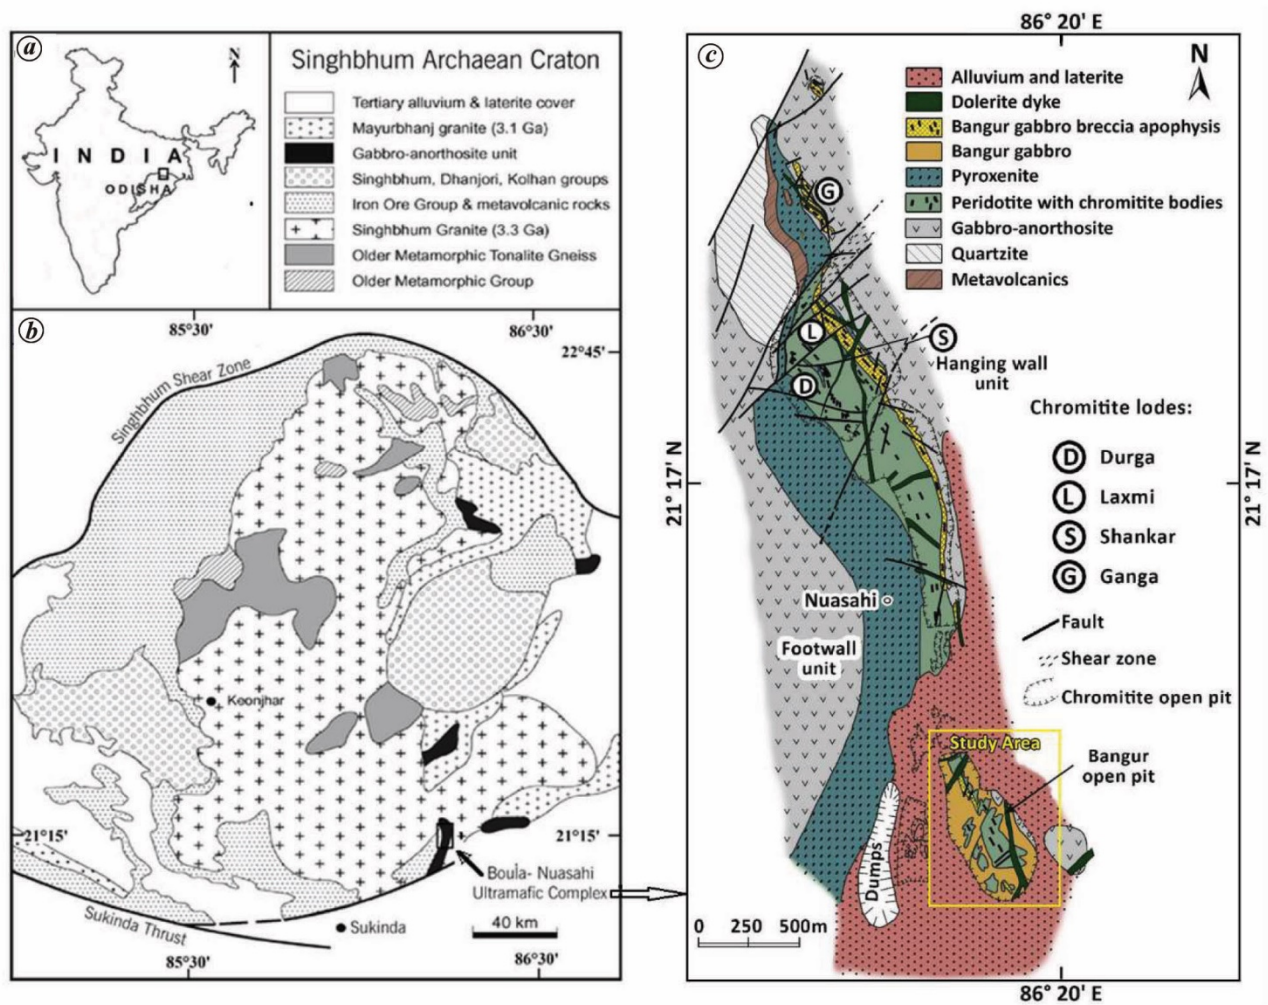 a
N
I N D I A
ODISHA
Singhbhum Archaean Craton
Tertiary alluvium & laterite cover
Mayurbhanj granite (3.1 Ga)
Gabbro-anorthosite unit
Singhbhum, Dhanjori, Kolhan groups
Iron Ore Group & metavolcanic rocks
Singhbhum Granite (3.3 Ga)
Older Metamorphic Tonalite Gneiss
Older Metamorphic Group
b
85°30'
86°30'
22°45'
Singhbhum Shear Zone
Keonjhar
21°15'
21°15'
Boula- Nuasahi
Ultramafic Complex
Sukinda Thrust
Sukinda
40 km
85°30'
86°30'
86° 20' E
c
N
Alluvium and laterite
Dolerite dyke
Bangur gabbro breccia apophysis
Bangur gabbro
Pyroxenite
Peridotite with chromitite bodies
Gabbro-anorthosite
Quartzite
Metavolcanics
G
L
S
Hanging wall
unit
D
Chromitite lodes:
D Durga
L Laxmi
S Shankar
G Ganga
21° 17' N
21° 17' N
Nuasahi
Fault
Footwall
unit
Shear zone
Chromitite open pit
Study Area
Bangur
open pit
Dumps
0 250 500m
86° 20' E